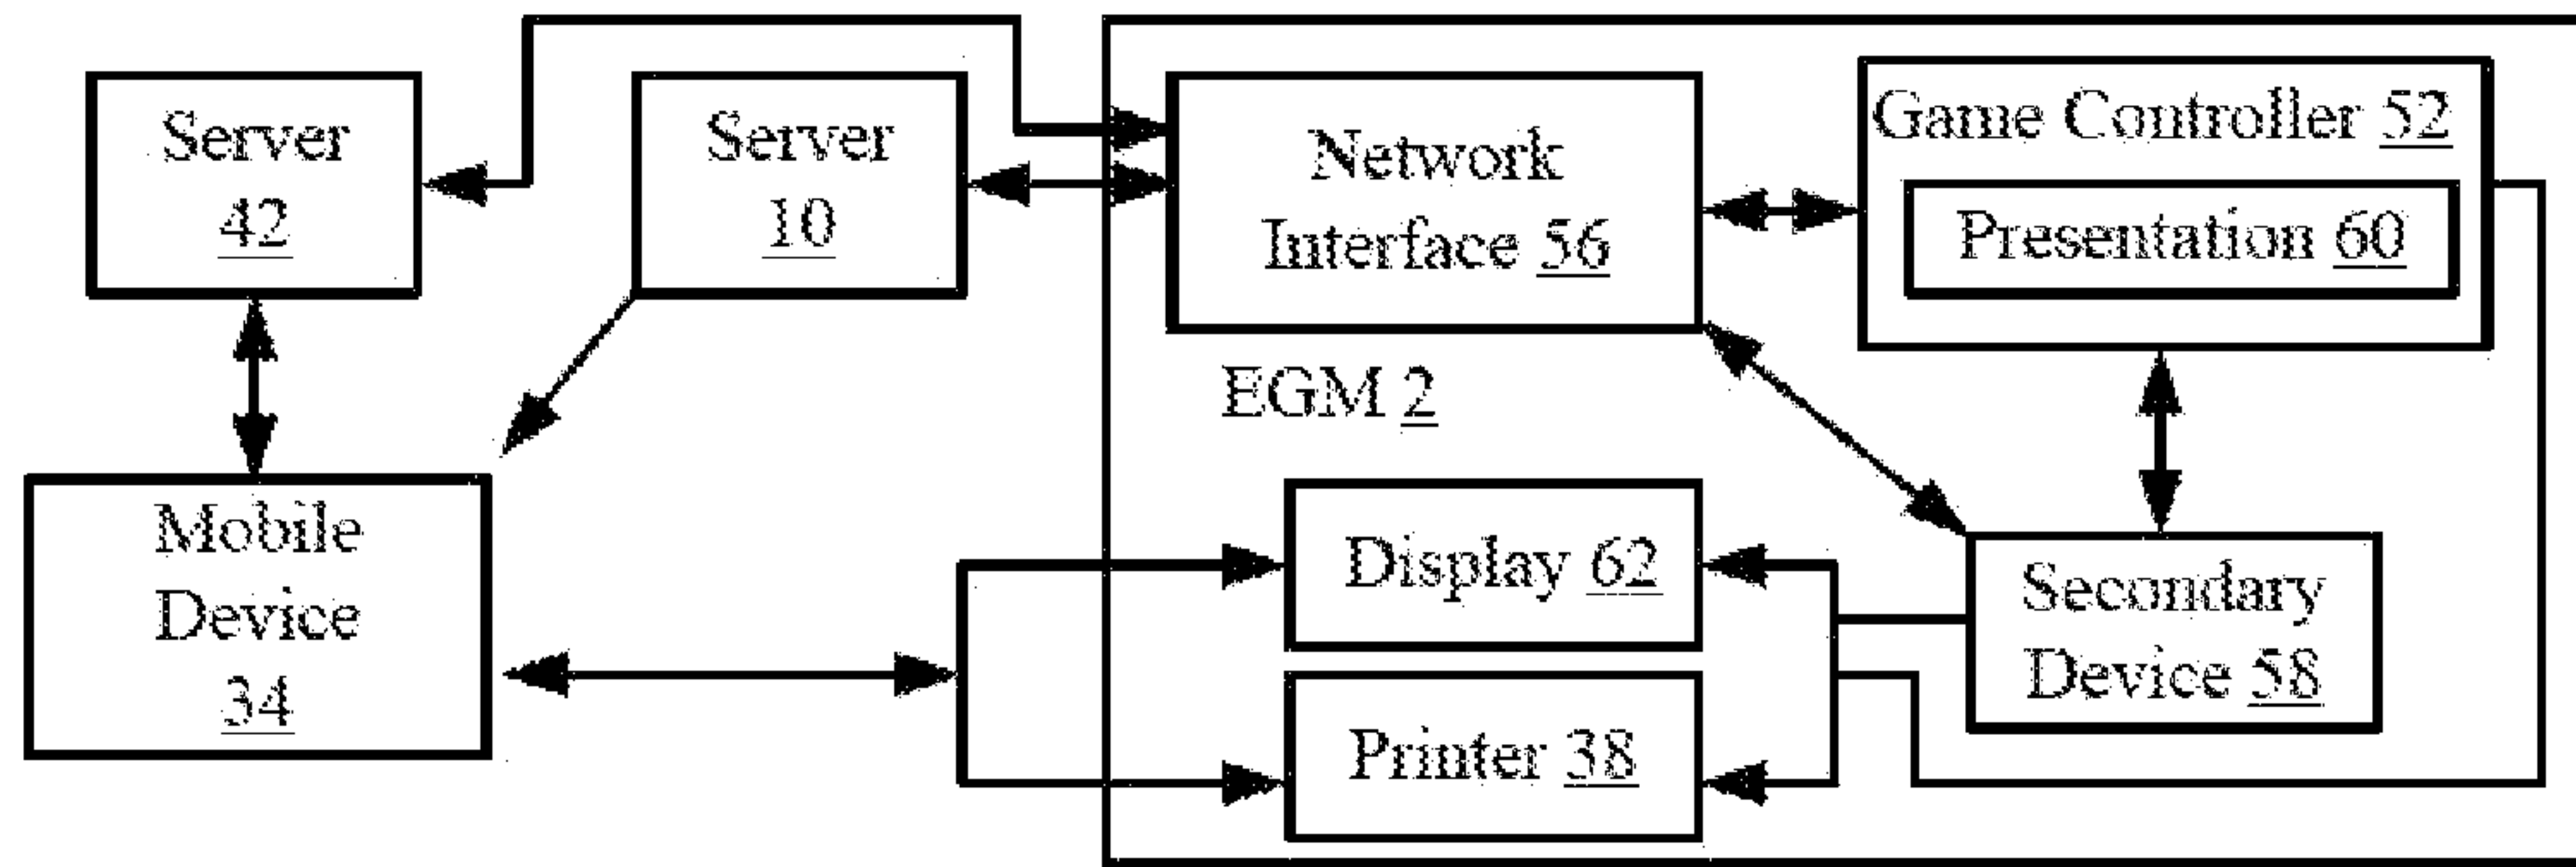 Server
42
Server
10
Network
Interface 56
Game Controller 52
Presentation 60
EGM 2
Mobile
Device
34
Display 62
Printer 38
Secondary
Device 58